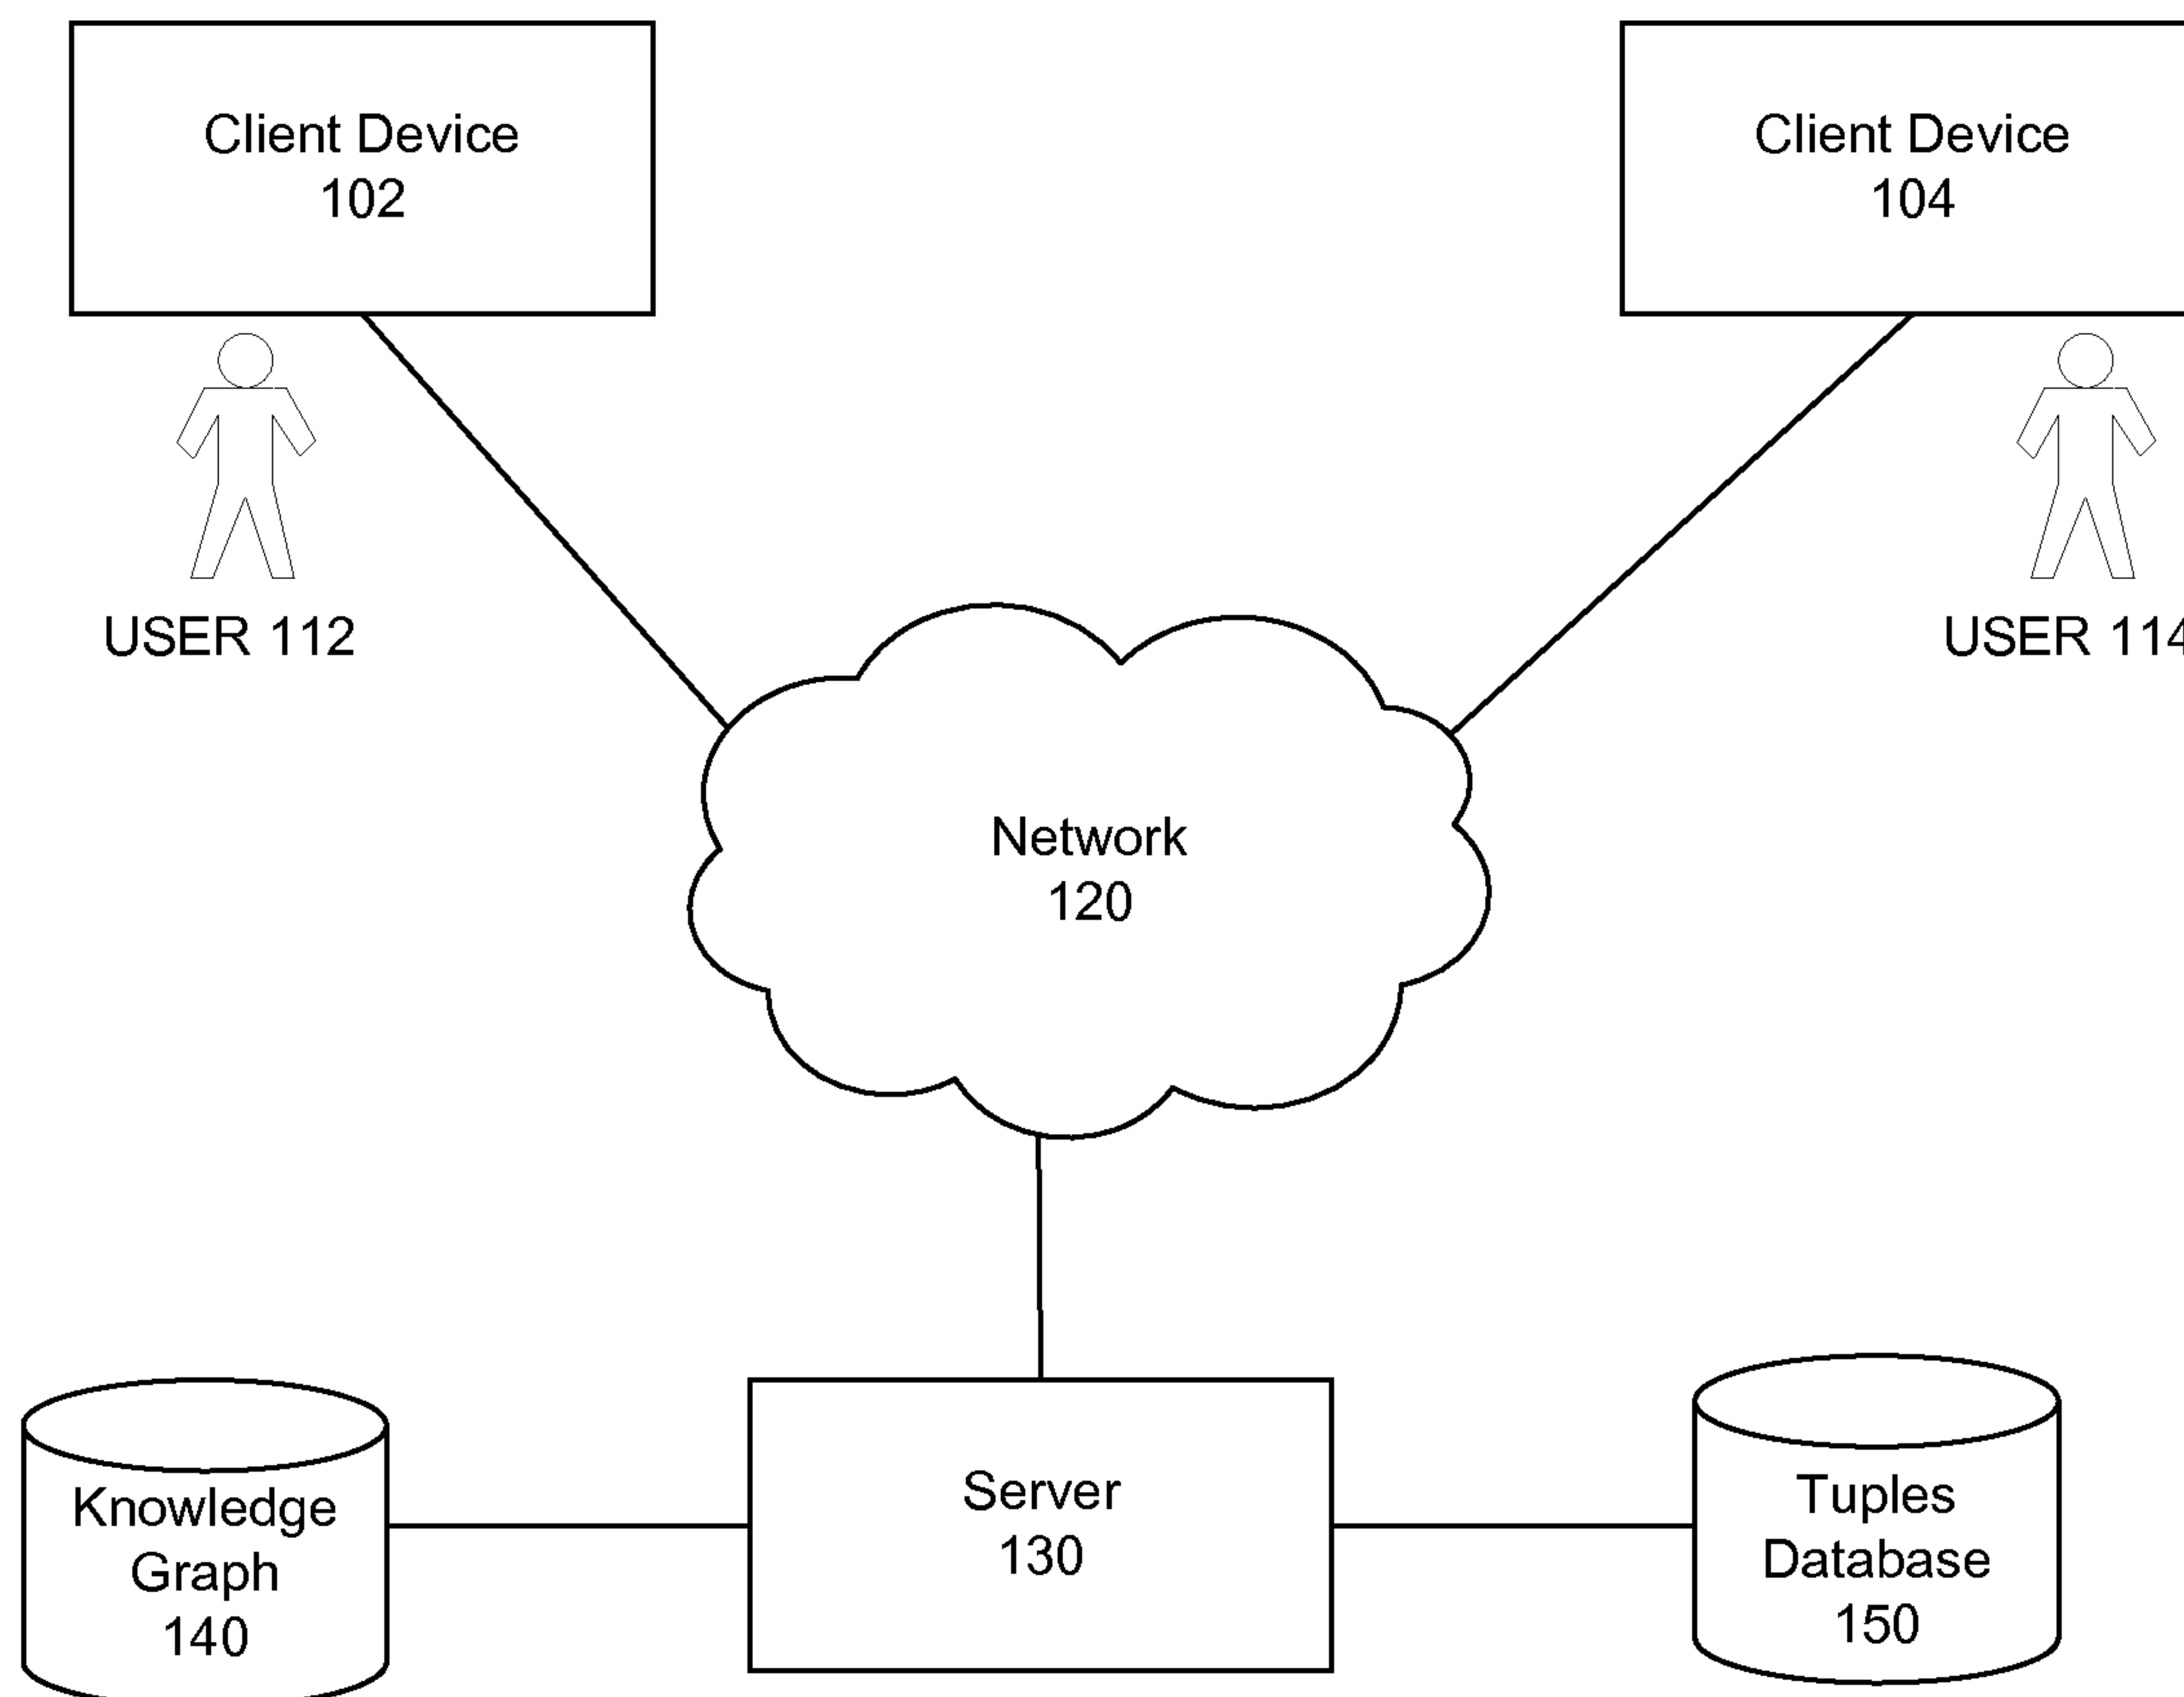 Client Device
102
Client Device
104
USER 112
USER 114
Network
120
Server
130
Knowledge
Graph
140
Tuples
Database
150